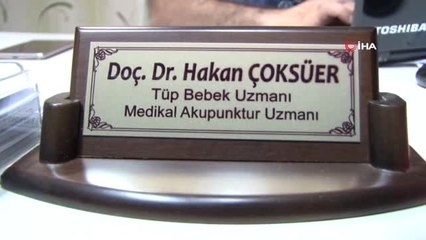 İHA
TOSHIBA
Doç. Dr. Hakan ÇOKSÜER
Tüp Bebek Uzmanı
Medikal Akupunktur Uzmanı